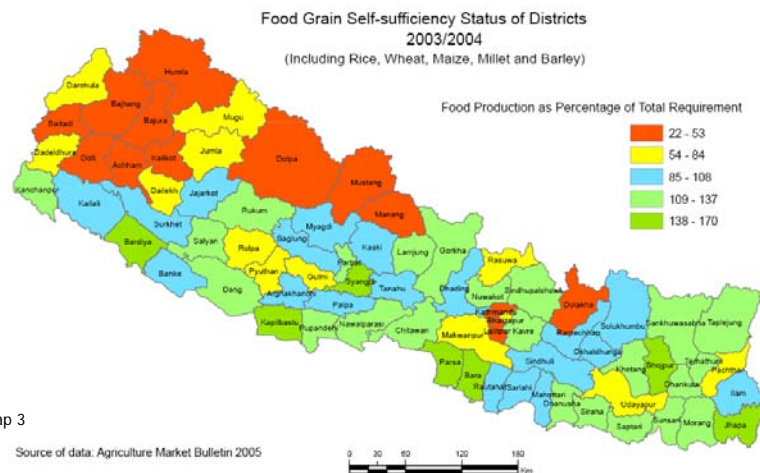 Food Grain Self-sufficiency Status of Districts
2003/2004
(Including Rice, Wheat, Maize, Millet and Barley)
Food Production as Percentage of Total Requirement
22 - 53
54 - 84
85 - 108
109 - 137
138 - 170
Humla
Darchula
Bajhang
Bajura
Mugu
Baitadi
Dadeldhura
Doti
Achham
Kalikot
Jumla
Dolpa
Mustang
Dailekh
Jajarkot
Kanchanpur
Kailali
Manang
Rukum
Surkhet
Myagdi
Bardiya
Salyan
Rolpa
Baglung
Kaski
Lamjung
Gorkha
Rasuwa
Banke
Pyuthan
Gulmi
Parbat
Syangja
Dang
Arghakhanchi
Tanahu
Dhading
Nuwakot
Sindhupalchowk
Dolakha
Solukhumbu
Sankhuwasabha
Taplejung
Palpa
Kathmandu
Bhaktapur
Lalitpur
Kavre
Ramechhap
Kapilbastu
Rupandehi
Nawalparasi
Chitawan
Makwanpur
Okhaldhunga
Khotang
Bhojpur
Terhathum
Pachthar
Sindhuli
Dhankuta
Ilam
Parsa
Bara
Rautahat
Sarlahi
Mahottari
Dhanusha
Udayapur
Siraha
Saptari
Sunsari
Morang
Jhapa
ap 3
Source of data: Agriculture Market Bulletin 2005
0 30 60 120 180
Km